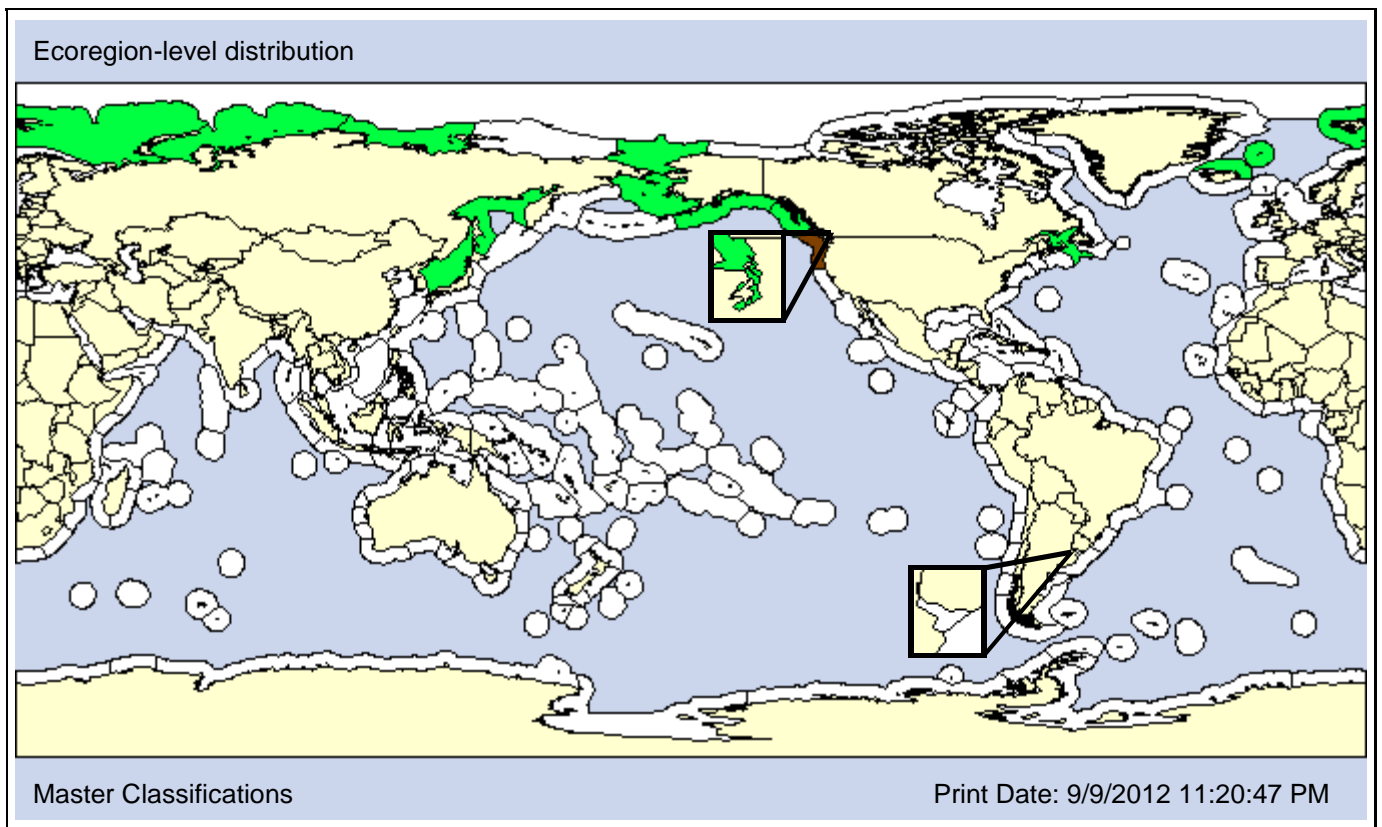 Ecoregion-level distribution
Master Classifications
Print Date: 9/9/2012 11:20:47 PM